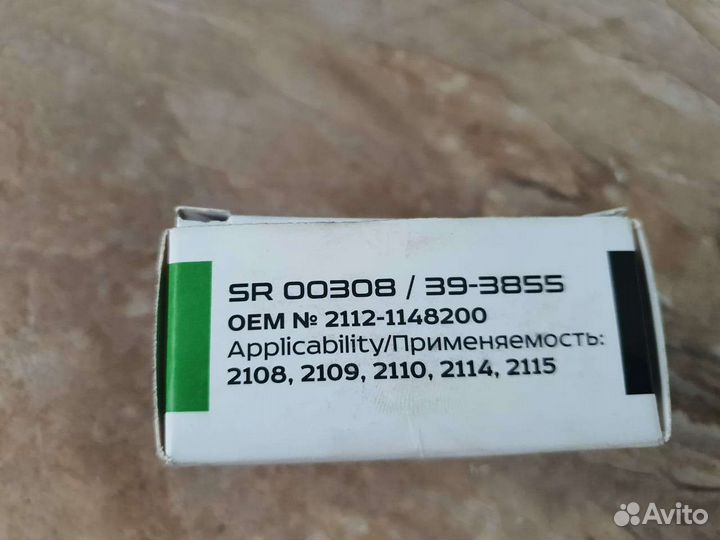 SR 00308 / 39-3855
OEM № 2112-1148200
Applicability/Применяемость:
2108, 2109, 2110, 2114, 2115
Avito